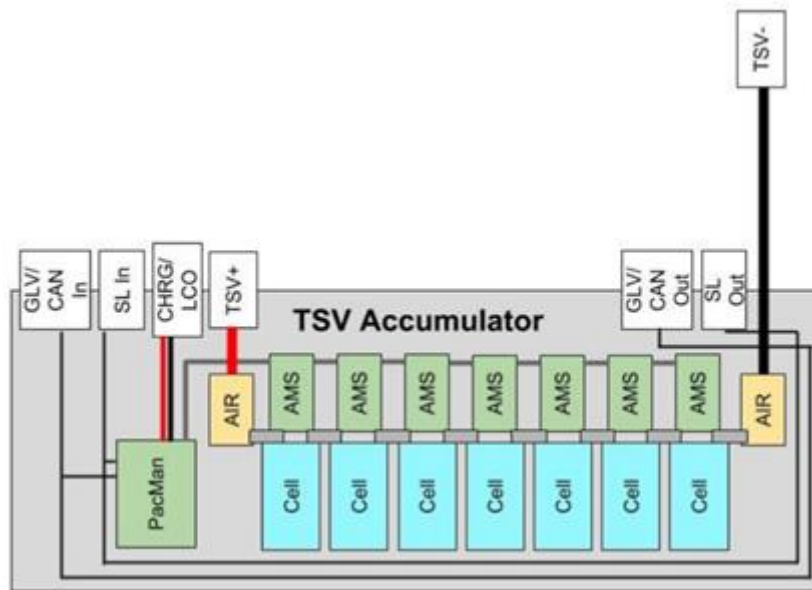 TSV-
GLV/
CAN
In
SL In
CHRG/
LCO
TSV+
GLV/
CAN
Out
SL
Out
TSV Accumulator
AIR
AMS
AMS
AMS
AMS
AMS
AMS
AMS
AIR
PacMan
Cell
Cell
Cell
Cell
Cell
Cell
Cell